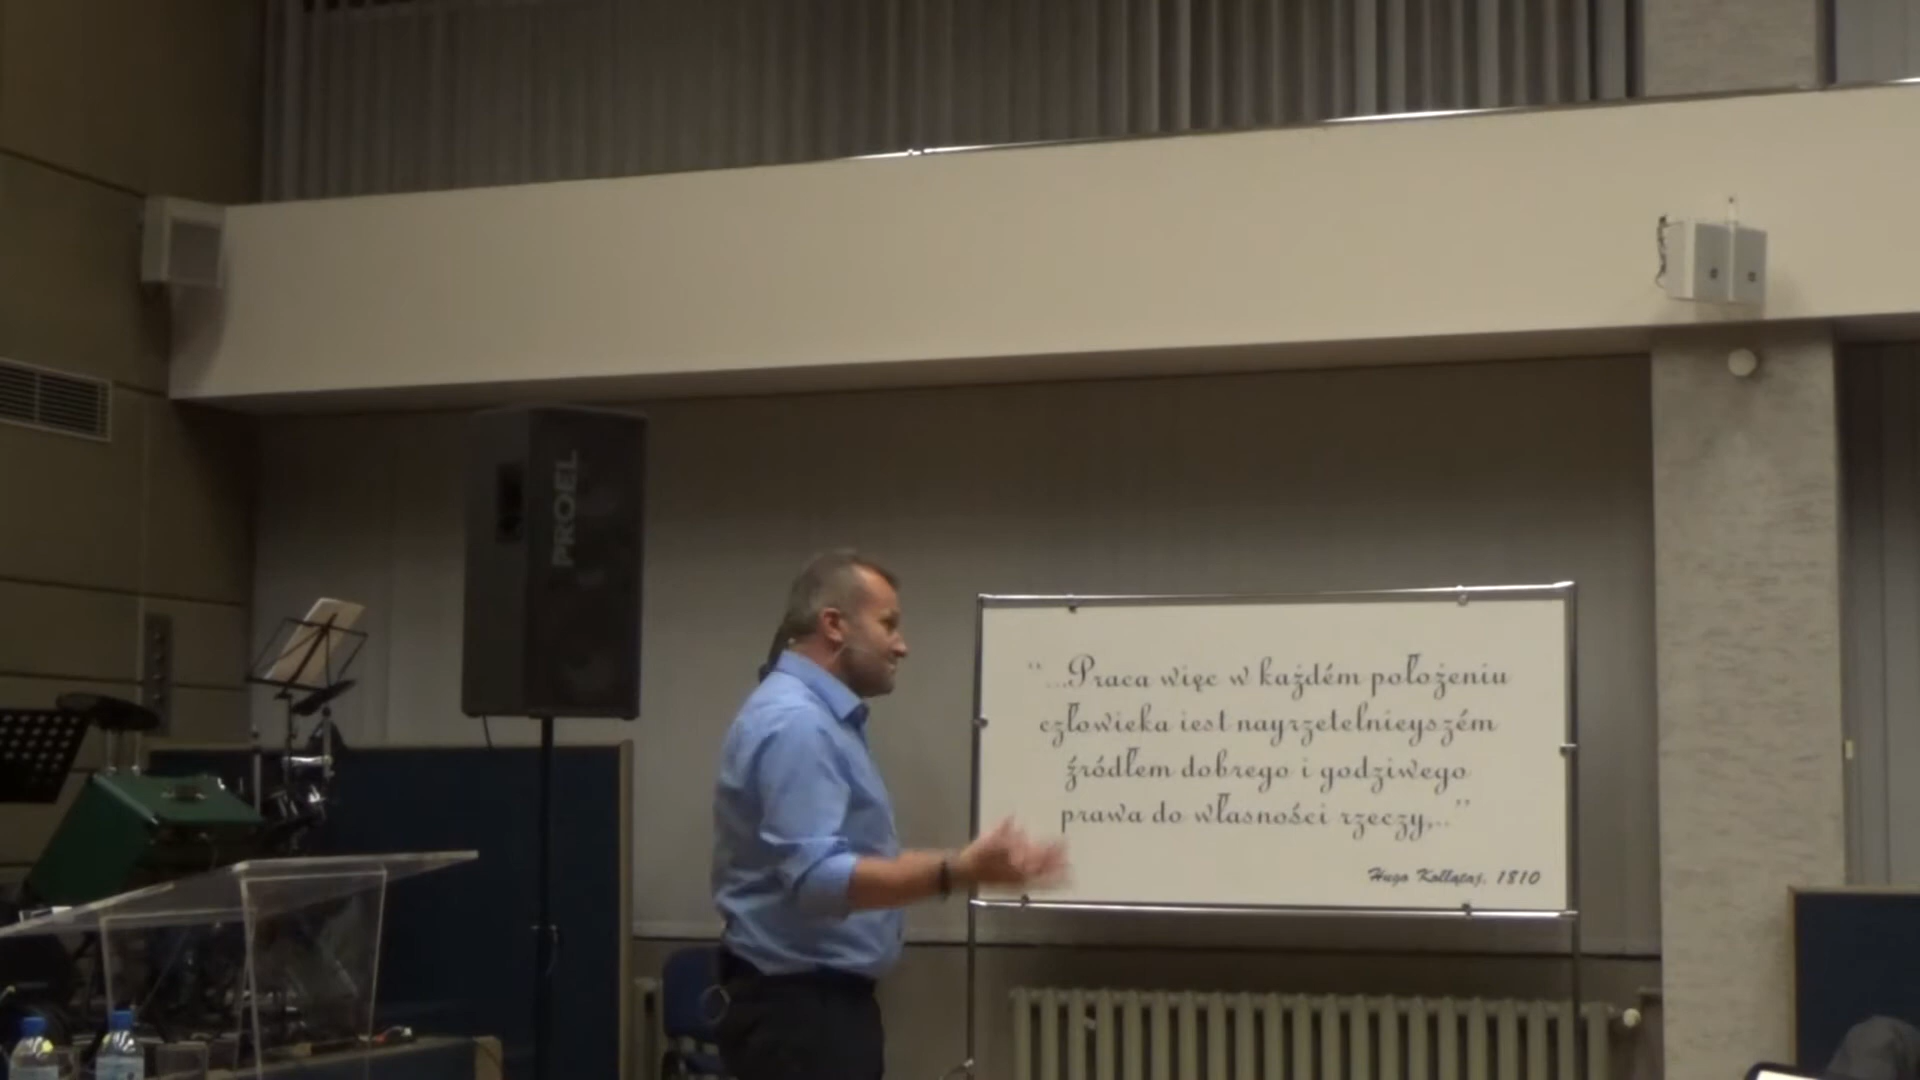 PROEL
“...Praca więc w każdém położeniu
człowieka iest nayrzetelnieyszém
źródłem dobrego i godziwego
prawa do własności rzeczy,..”
Hugo Kołłątaj, 1810